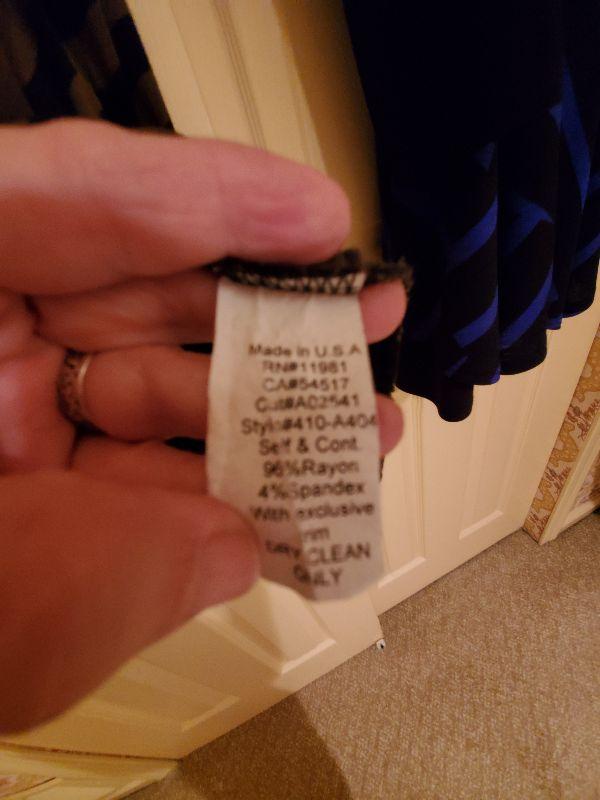 Made in U.S.A
RN#11981
CA#54517
Cut#A02541
Style#410-A404
Self & Cont.
96%Rayon
4%Spandex
With exclusive
DRY CLEAN
ONLY